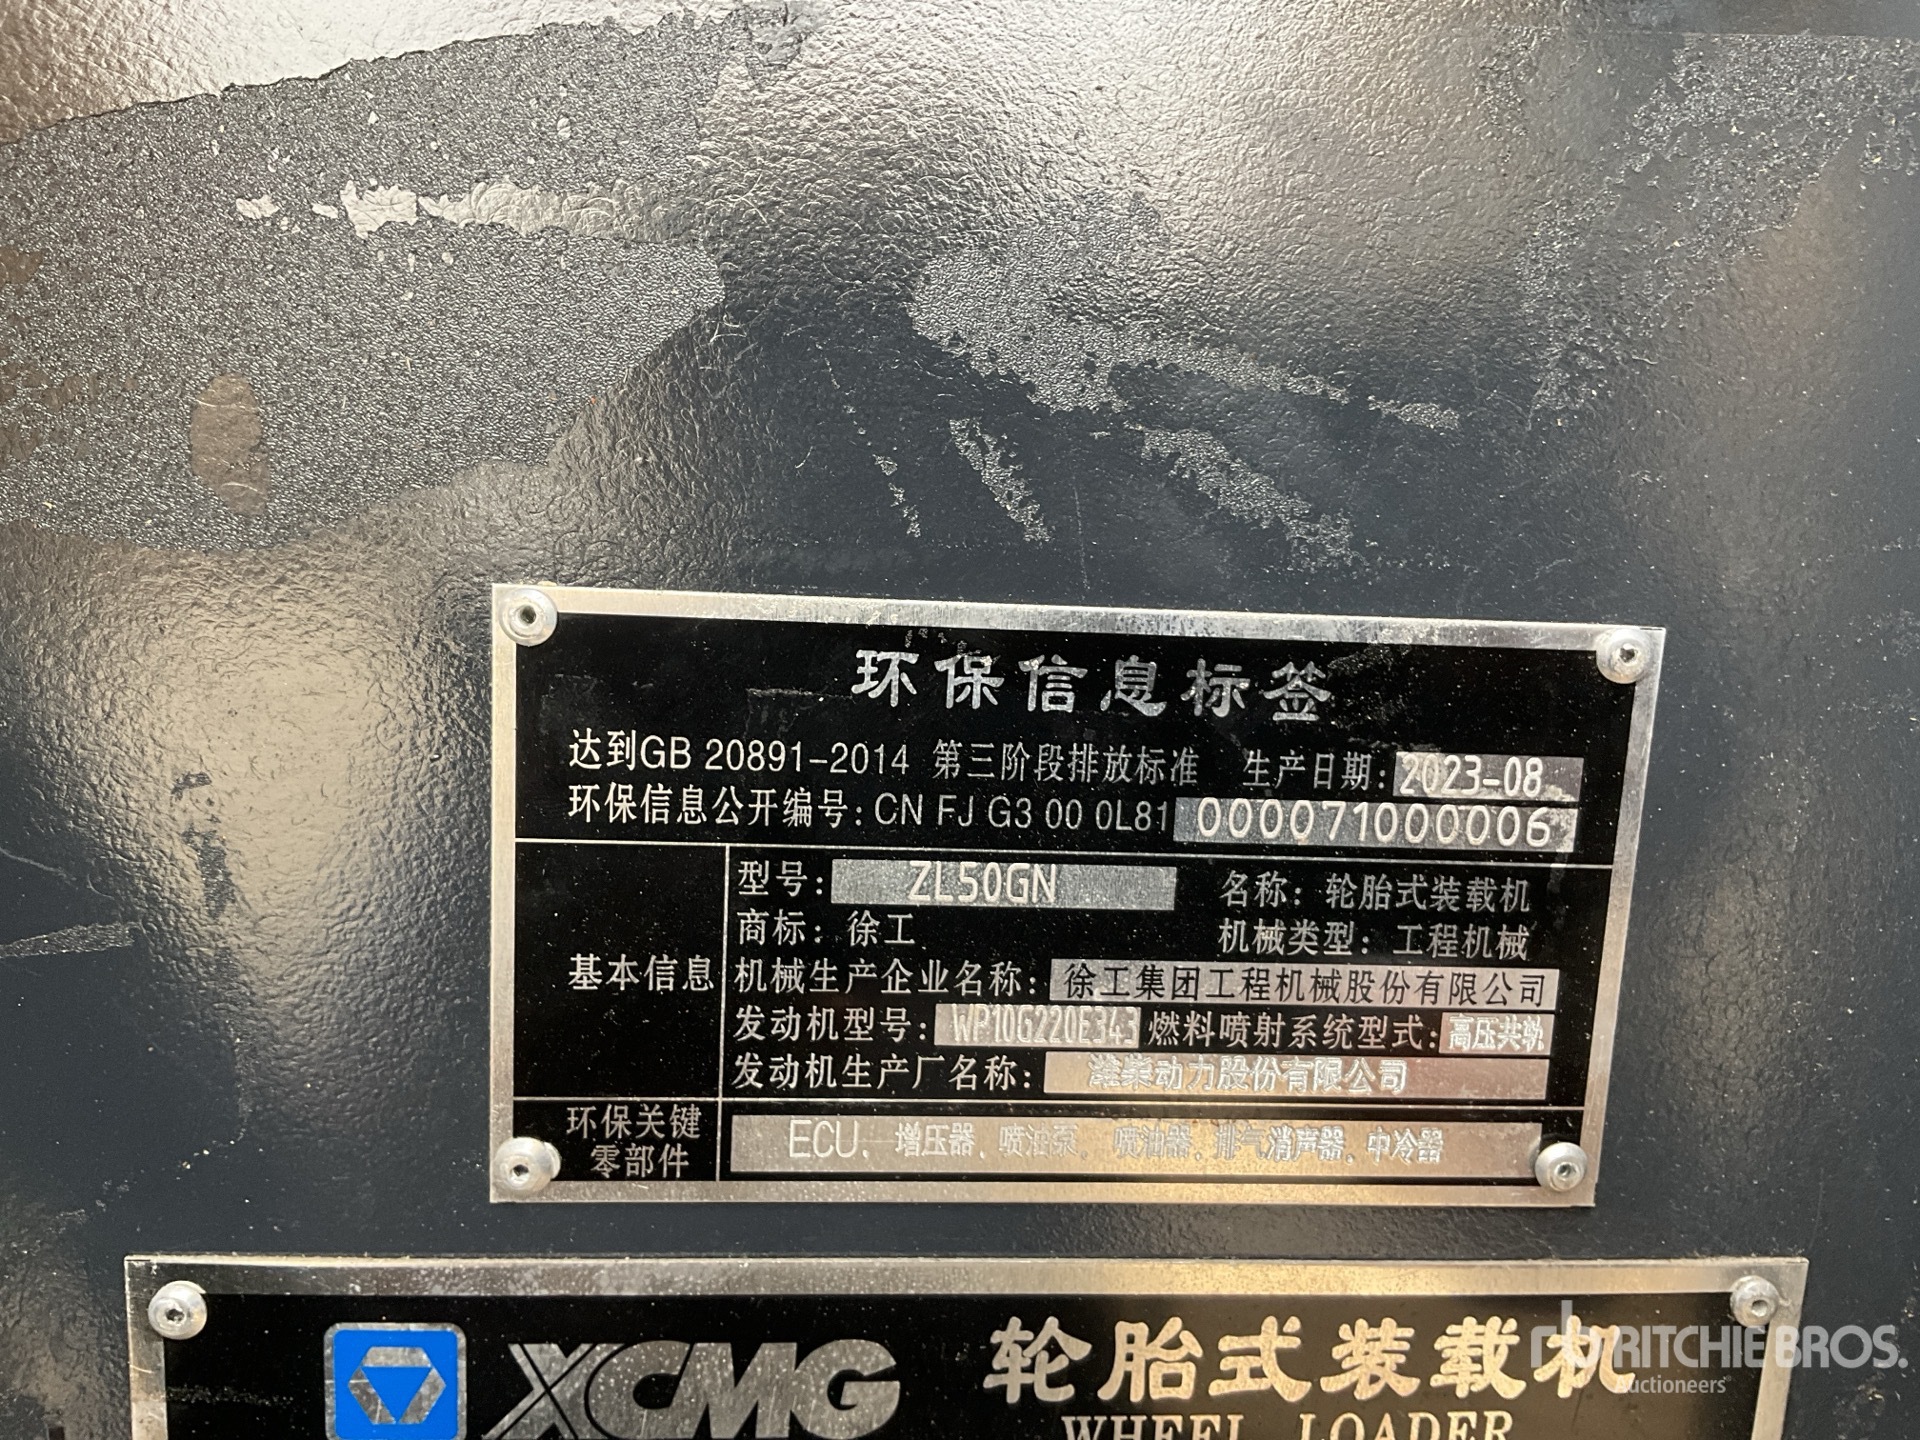 环保信息标签
达到GB 20891-2014 第三阶段排放标准 生产日期: 2023-08
环保信息公开编号: CN FJ G3 00 0L81 0000071000006
基本信息
型号: ZL50GN 名称: 轮胎式装载机
商标: 徐工 机械类型: 工程机械
机械生产企业名称: 徐工集团工程机械股份有限公司
发动机型号: WP10G220E343 燃料喷射系统型式: 高压共轨
发动机生产厂名称: 潍柴动力股份有限公司
环保关键零部件
ECU、增压器、喷油泵、喷油器、排气消声器、中冷器
XCMG 轮胎式装载机
WHEEL LOADER
rb RITCHIE BROS.
Auctioneers